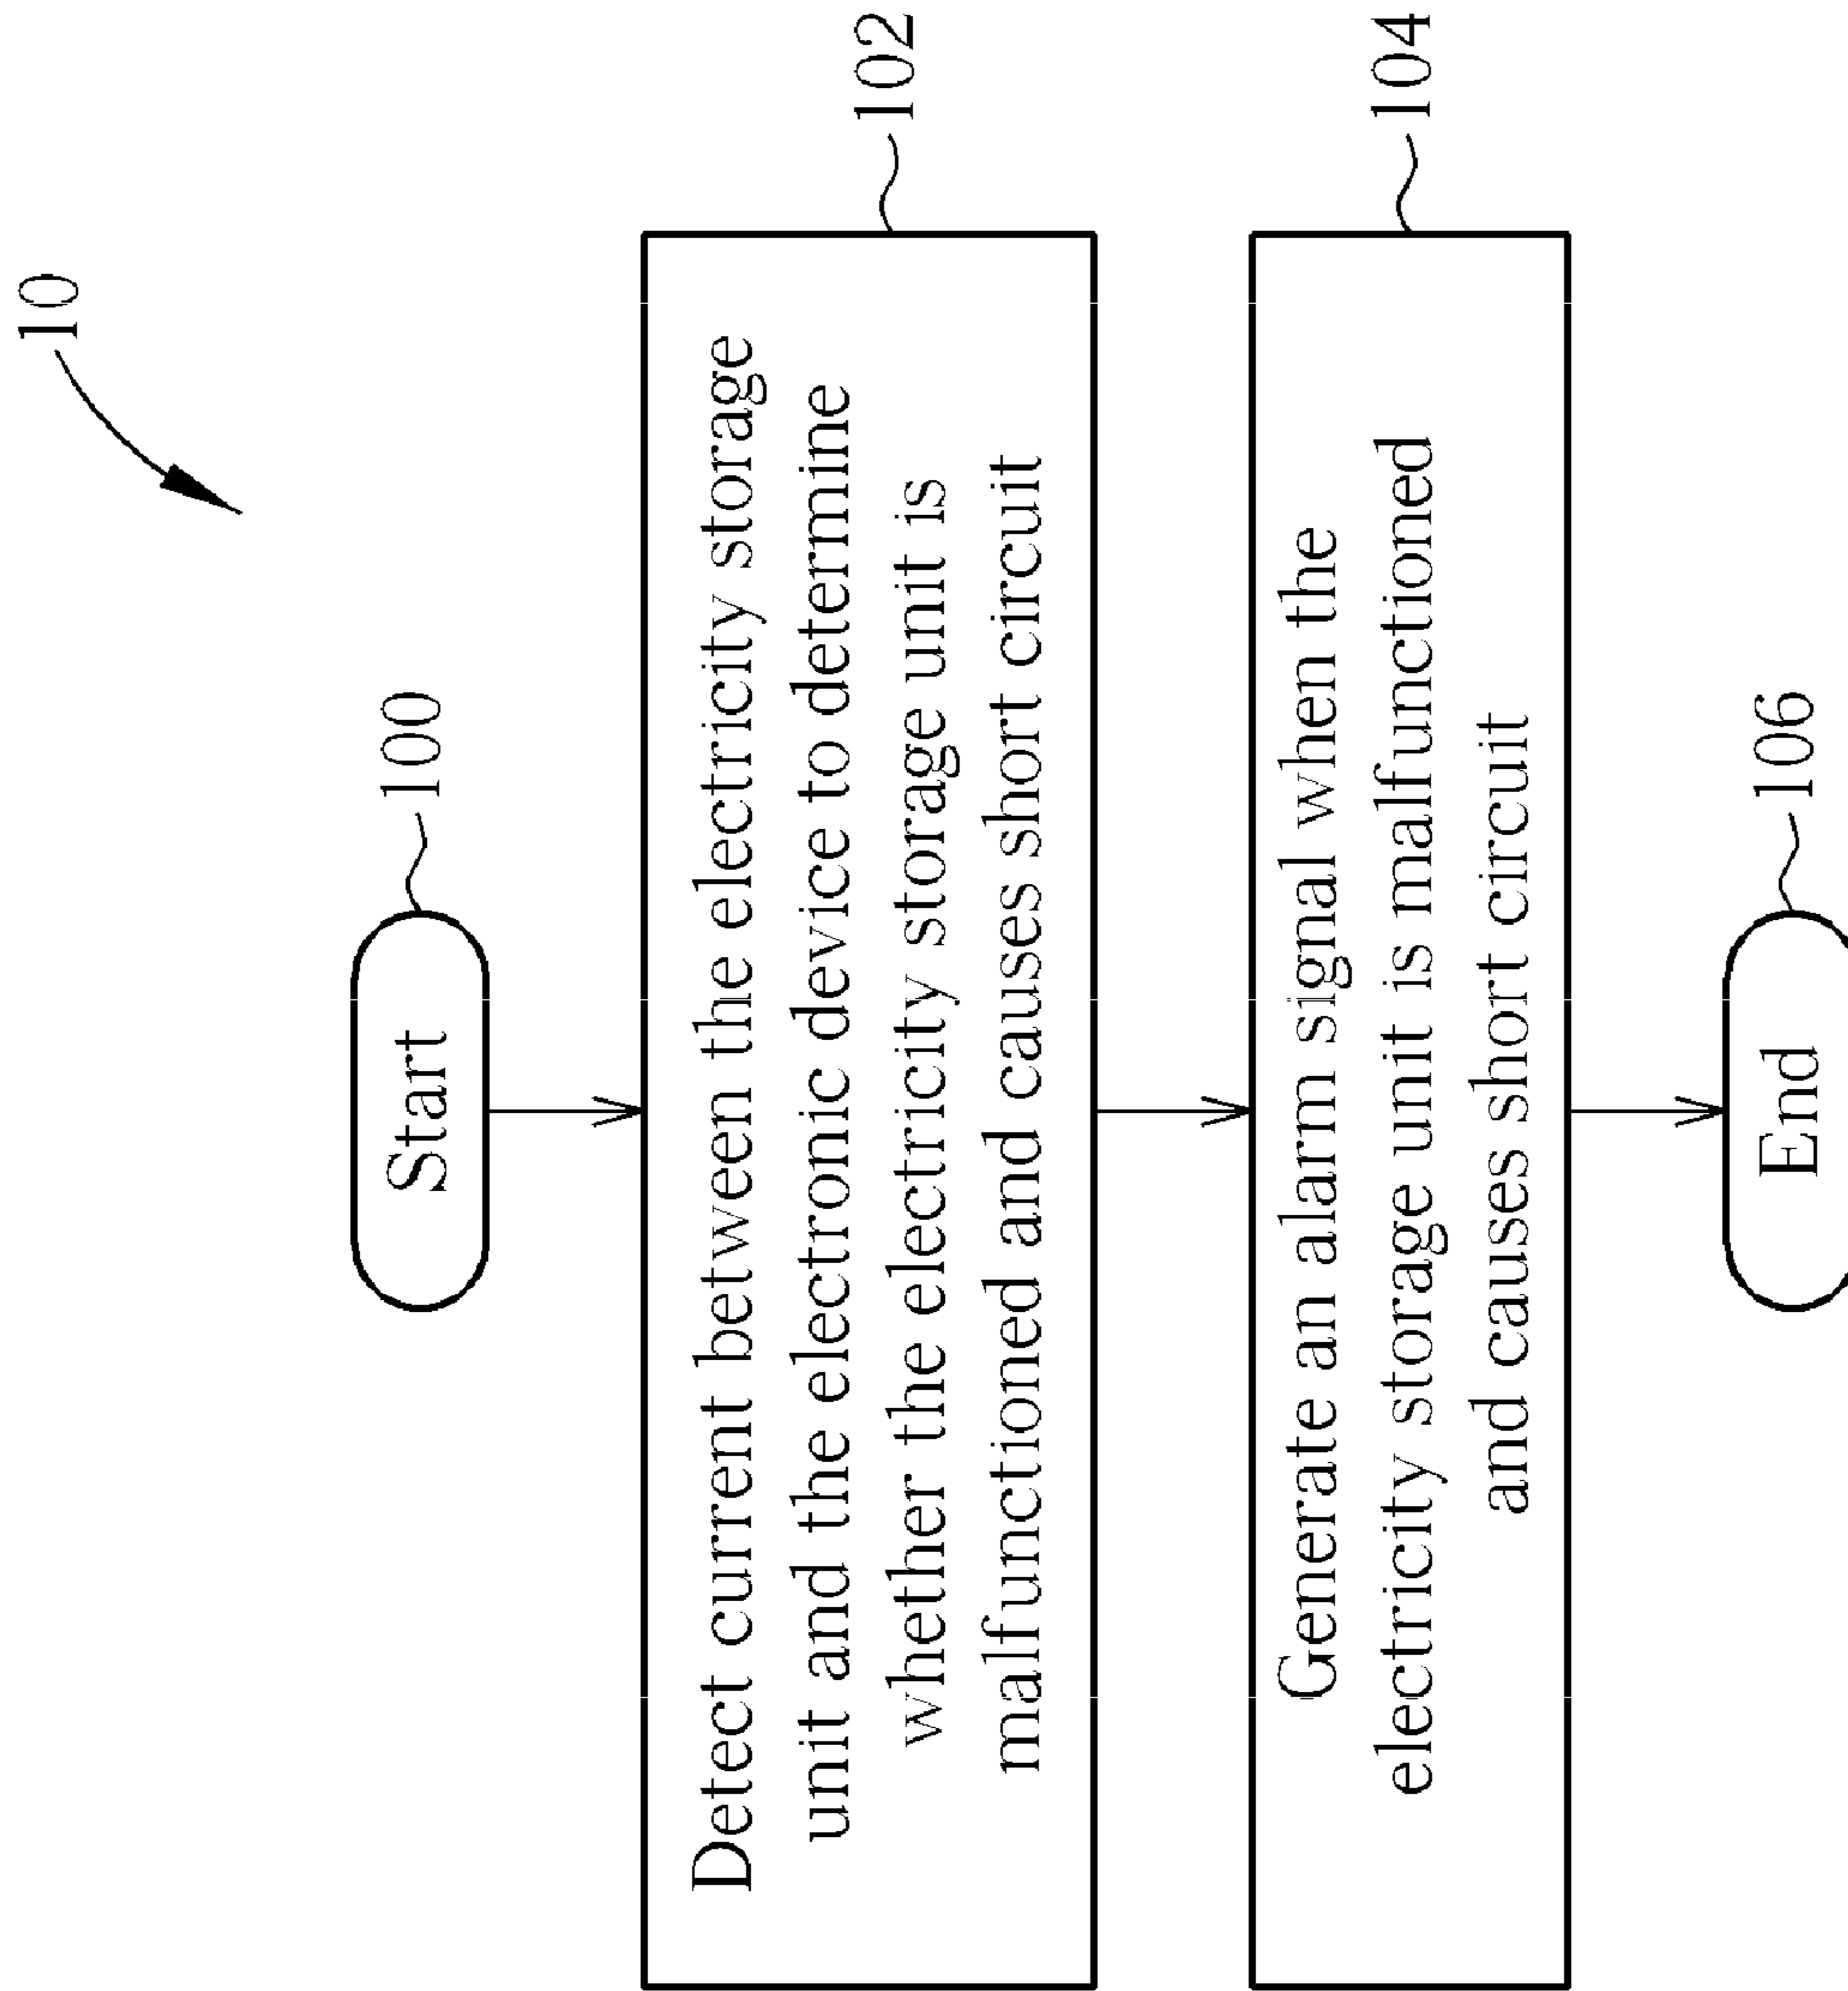 10
Start
100
Detect current between the electricity storage
unit and the electronic device to determine
whether the electricity storage unit is
malfunctioned and causes short circuit
102
Generate an alarm signal when the
electricity storage unit is malfunctioned
and causes short circuit
104
End
106